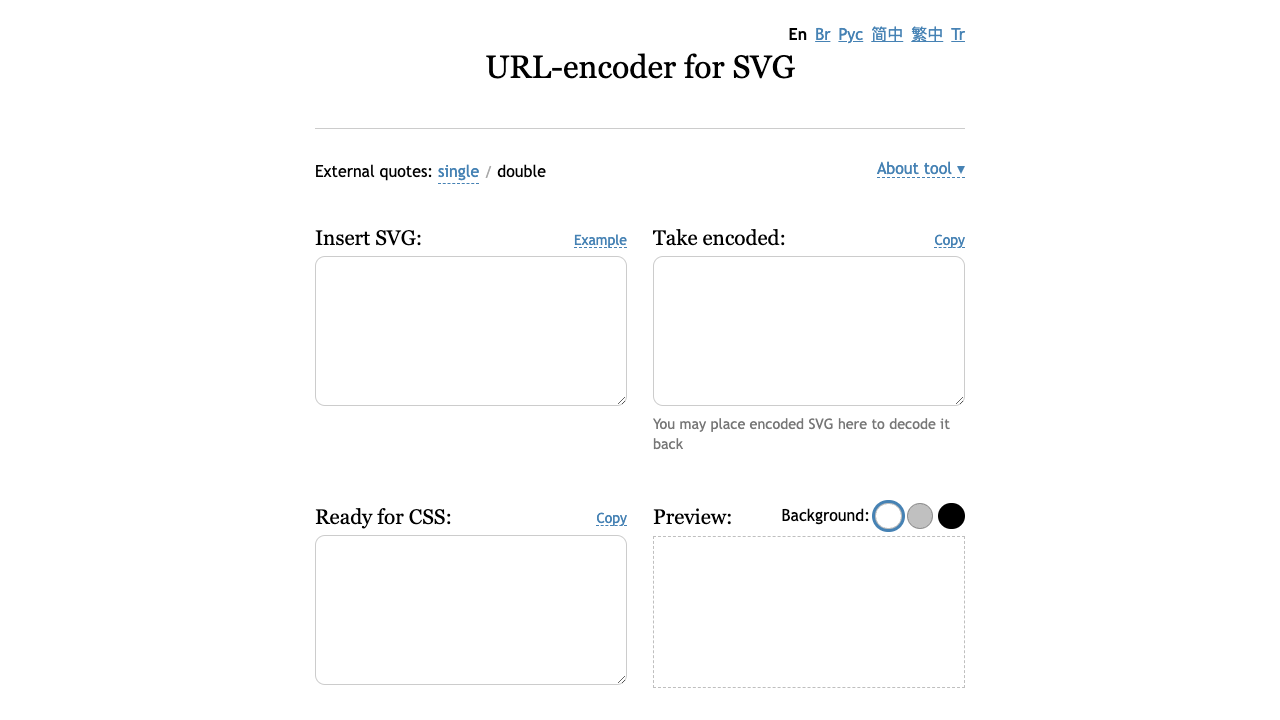 En Br Рус 简中 繁中 Tr
URL-encoder for SVG
External quotes: single / double
About tool ▾
Insert SVG:
Example
Take encoded:
Copy
You may place encoded SVG here to decode it
back
Ready for CSS:
Copy
Preview:
Background: